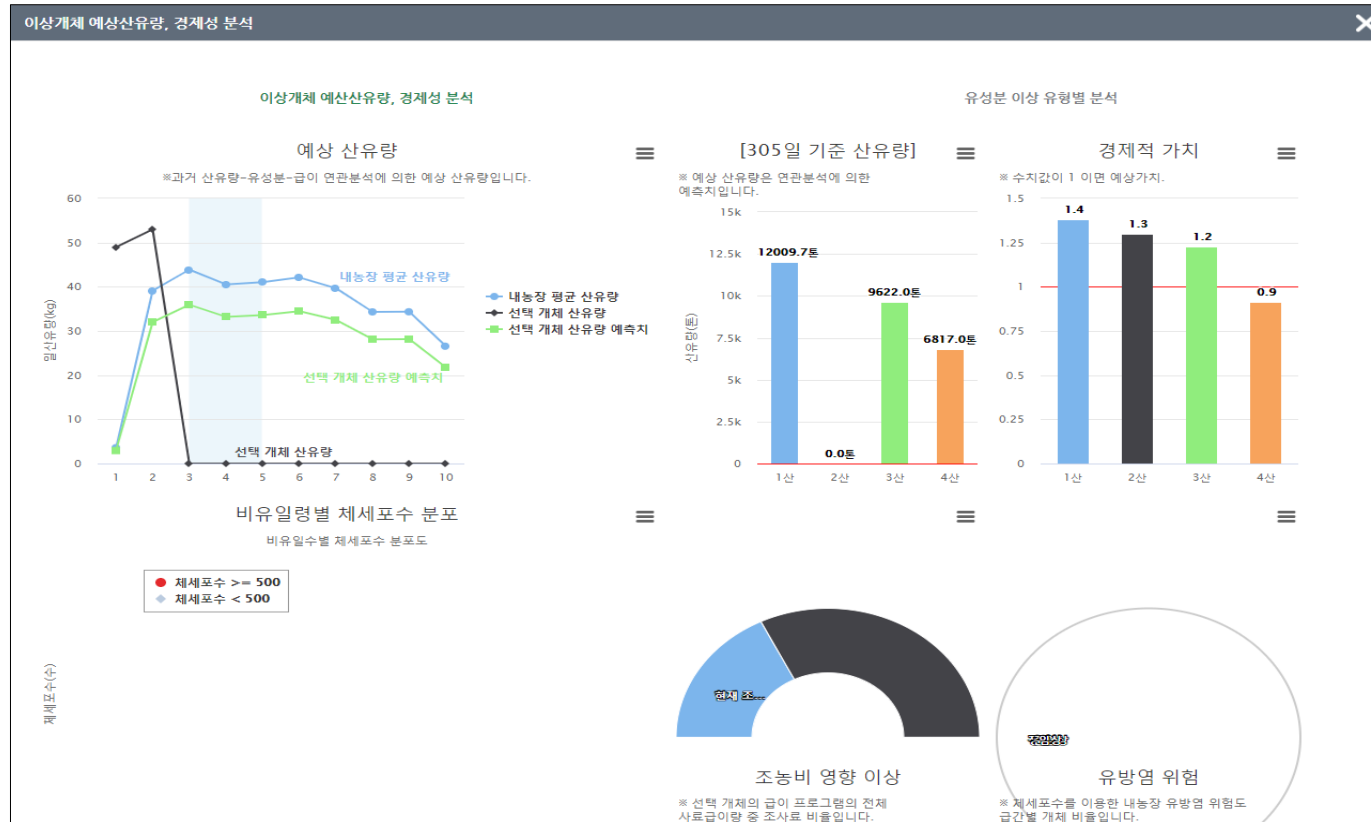 이상개체 예상산유량, 경제성 분석
이상개체 예산산유량, 경제성 분석
유성분 이상 유형별 분석
예상 산유량
※과거 산유량-유성분-급이 연관분석에 의한 예상 산유량입니다.
60
50
40
30
20
10
0
일산유량(kg)
내농장 평균 산유량
선택 개체 산유량 예측치
선택 개체 산유량
1 2 3 4 5 6 7 8 9 10
내농장 평균 산유량
선택 개체 산유량
선택 개체 산유량 예측치
[305일 기준 산유량]
※ 예상 산유량은 연관분석에 의한
예측치입니다.
15k
12.5k
10k
7.5k
5k
2.5k
0
산유량(톤)
12009.7톤
0.0톤
9622.0톤
6817.0톤
1산 2산 3산 4산
경제적 가치
※ 수치값이 1 이면 예상가치.
1.5
1.25
1
0.75
0.5
0.25
0
1.4
1.3
1.2
0.9
1산 2산 3산 4산
비유일령별 체세포수 분포
비유일수별 체세포수 분포도
체세포수 >= 500
체세포수 < 500
체세포수(수)
현재 조...
조농비 영향 이상
※ 선택 개체의 급이 프로그램의 전체
사료급이량 중 조사료 비율입니다.
유방염 위험
※ 체세포수를 이용한 내농장 유방염 위험도
급간별 개체 비율입니다.